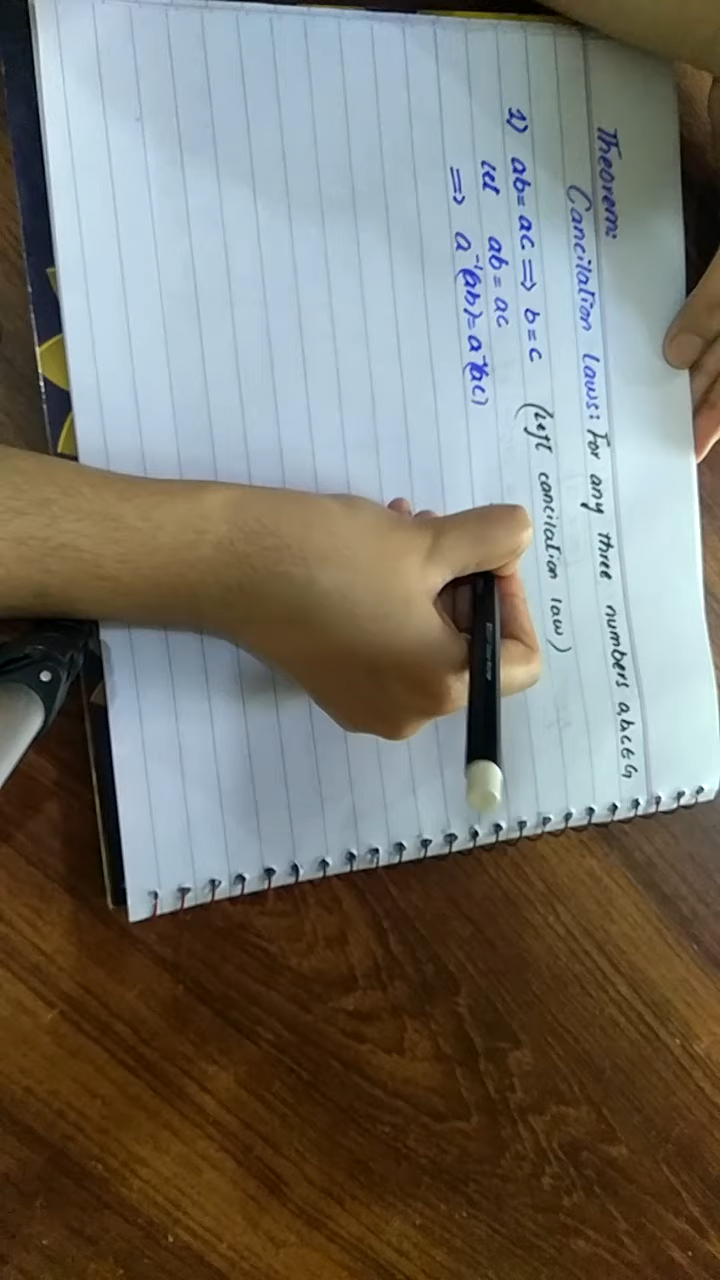 Theorem:
Cancilation laws: For any three numbers a,b,c∈G
1) ab = ac ⟹ b = c (Left cancilation law)
Let ab = ac
⟹ a⁻¹(ab) = a⁻¹(ac)